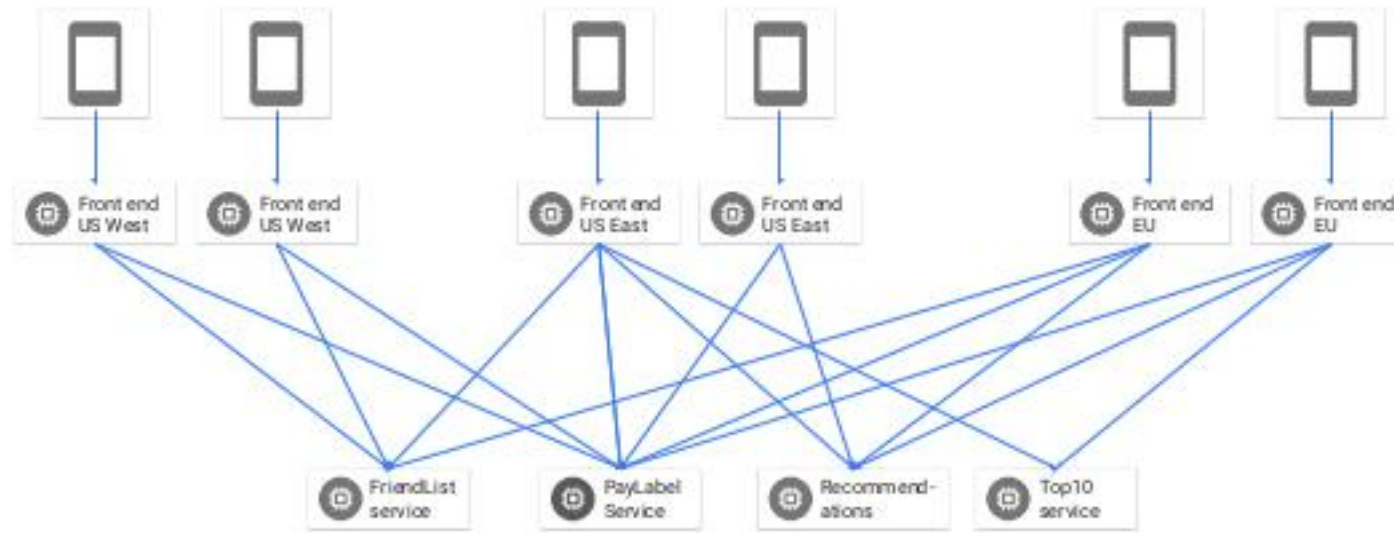 Front end
US West
Front end
US West
Front end
US East
Front end
US East
Front end
EU
Front end
EU
FriendList
service
PayLabel
Service
Recommend-
ations
Top10
service